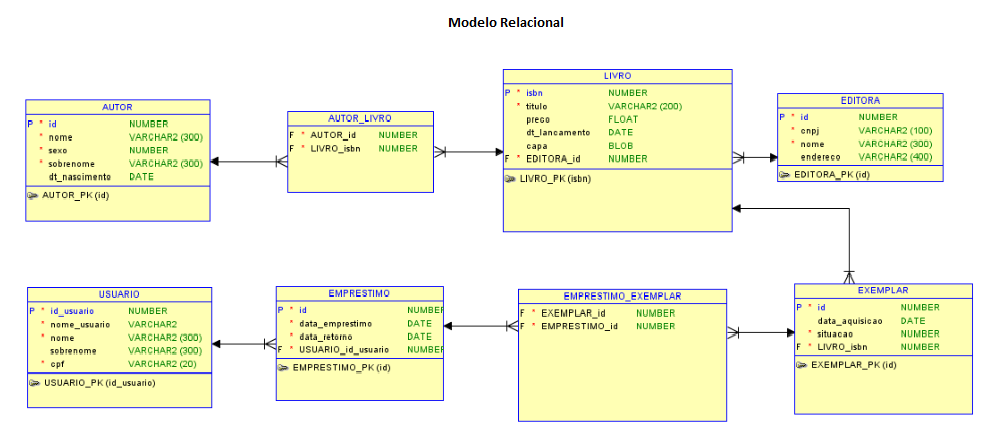 Modelo Relacional
AUTOR
P * id NUMBER
* nome VARCHAR2 (300)
* sexo NUMBER
* sobrenome VARCHAR2 (300)
dt_nascimento DATE
AUTOR_PK (id)
AUTOR_LIVRO
F * AUTOR_id NUMBER
F * LIVRO_isbn NUMBER
LIVRO
P * isbn NUMBER
* titulo VARCHAR2 (200)
preco FLOAT
dt_lancamento DATE
capa BLOB
F * EDITORA_id NUMBER
LIVRO_PK (isbn)
EDITORA
P * id NUMBER
* cnpj VARCHAR2 (100)
* nome VARCHAR2 (300)
endereco VARCHAR2 (400)
EDITORA_PK (id)
USUARIO
P * id_usuario NUMBER
* nome_usuario VARCHAR2
* nome VARCHAR2 (300)
sobrenome VARCHAR2 (300)
* cpf VARCHAR2 (20)
USUARIO_PK (id_usuario)
EMPRESTIMO
P * id NUMBER
* data_emprestimo DATE
* data_retorno DATE
F * USUARIO_id_usuario NUMBER
EMPRESTIMO_PK (id)
EMPRESTIMO_EXEMPLAR
F * EXEMPLAR_id NUMBER
F * EMPRESTIMO_id NUMBER
EXEMPLAR
P * id NUMBER
data_aquisicao DATE
* situacao NUMBER
F * LIVRO_isbn NUMBER
EXEMPLAR_PK (id)